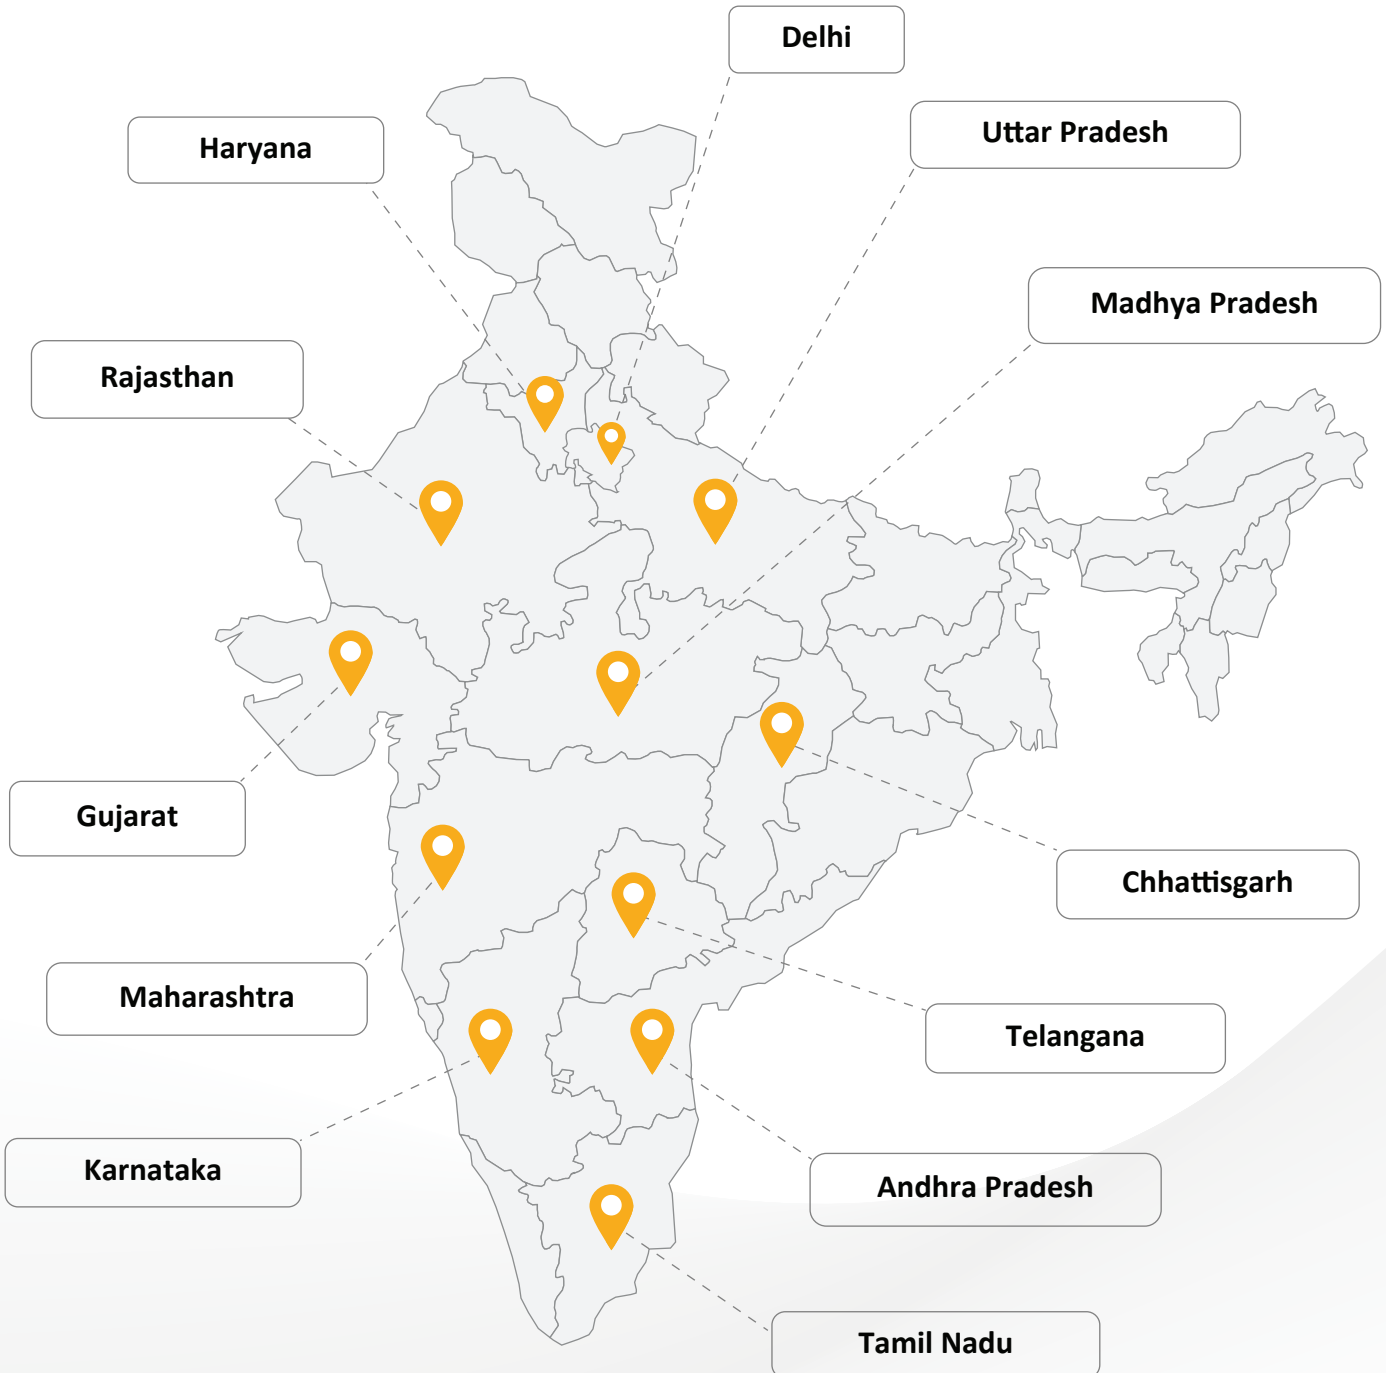 Delhi
Haryana
Uttar Pradesh
Madhya Pradesh
Rajasthan
Gujarat
Chhattisgarh
Maharashtra
Telangana
Karnataka
Andhra Pradesh
Tamil Nadu